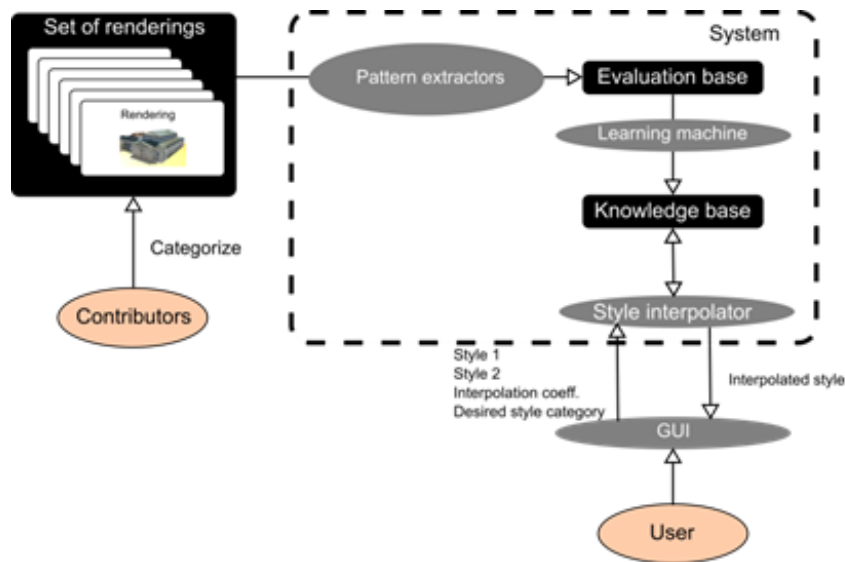 Set of renderings
System
Pattern extractors
Evaluation base
Rendering
Learning machine
Knowledge base
Categorize
Contributors
Style interpolator
Style 1
Style 2
Interpolation coeff.
Desired style category
Interpolated style
GUI
User